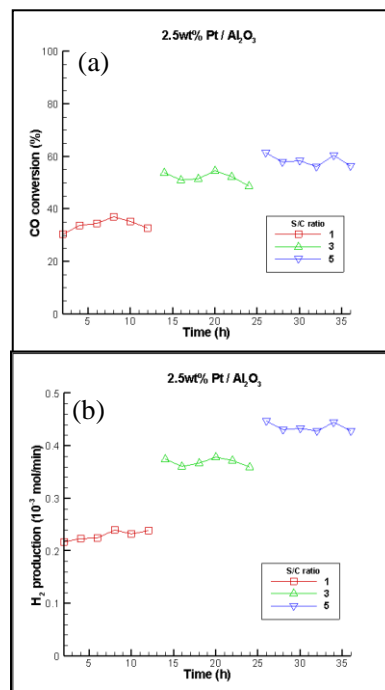 2.5wt% Pt / Al₂O₃
(a)
CO conversion (%)
100
80
60
40
20
0
S/C ratio
1
3
5
5 10 15 20 25 30 35
Time (h)
2.5wt% Pt / Al₂O₃
(b)
H₂ production (10⁻³ mol/min)
0.5
0.4
0.3
0.2
0.1
0
S/C ratio
1
3
5
5 10 15 20 25 30 35
Time (h)